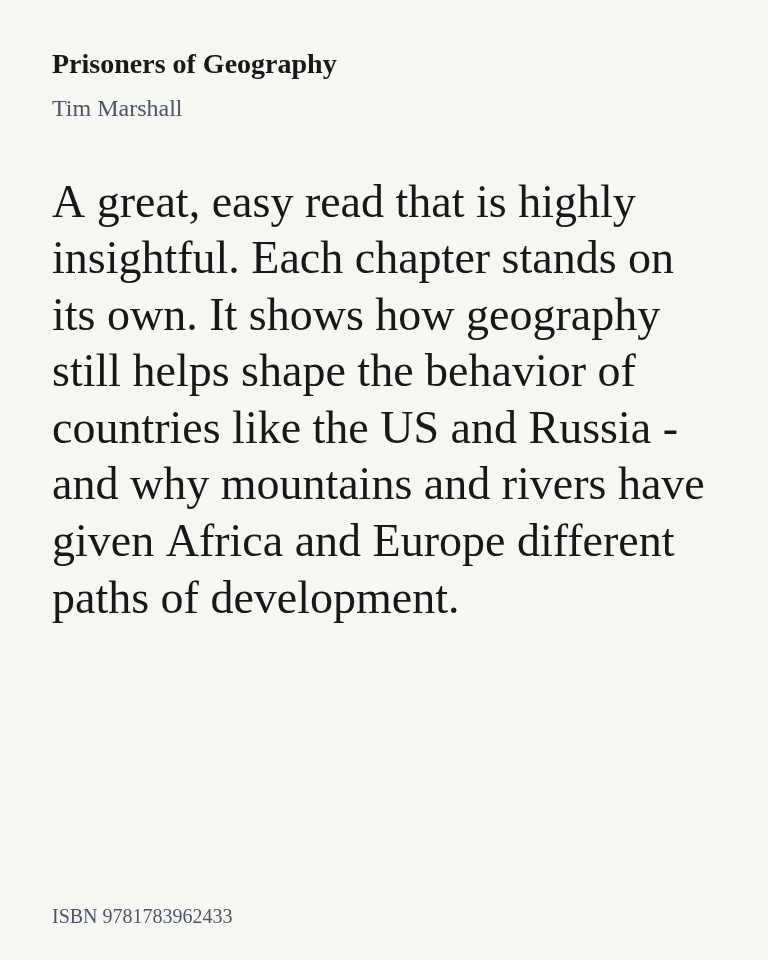 Prisoners of Geography
Tim Marshall
A great, easy read that is highly
insightful. Each chapter stands on
its own. It shows how geography
still helps shape the behavior of
countries like the US and Russia -
and why mountains and rivers have
given Africa and Europe different
paths of development.
ISBN 9781783962433